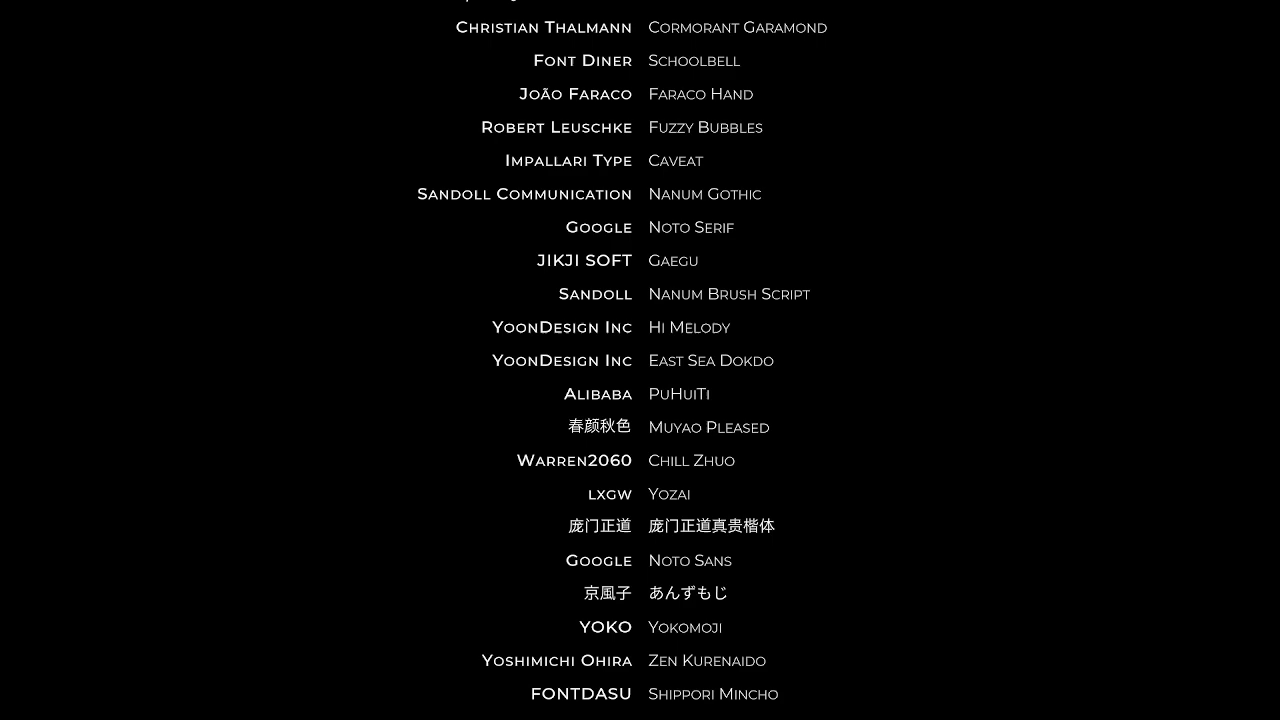 Christian Thalmann Cormorant Garamond
Font Diner Schoolbell
João Faraco Faraco Hand
Robert Leuschke Fuzzy Bubbles
Impallari Type Caveat
Sandoll Communication Nanum Gothic
Google Noto Serif
JIKJI SOFT Gaegu
Sandoll Nanum Brush Script
YoonDesign Inc Hi Melody
YoonDesign Inc East Sea Dokdo
Alibaba PuHuiTi
春颜秋色 Muyao Pleased
Warren2060 Chill Zhuo
lxgw Yozai
庞门正道 庞门正道真贵楷体
Google Noto Sans
京風子 あんずもじ
YOKO Yokomoji
Yoshimichi Ohira Zen Kurenaido
FONTDASU Shippori Mincho